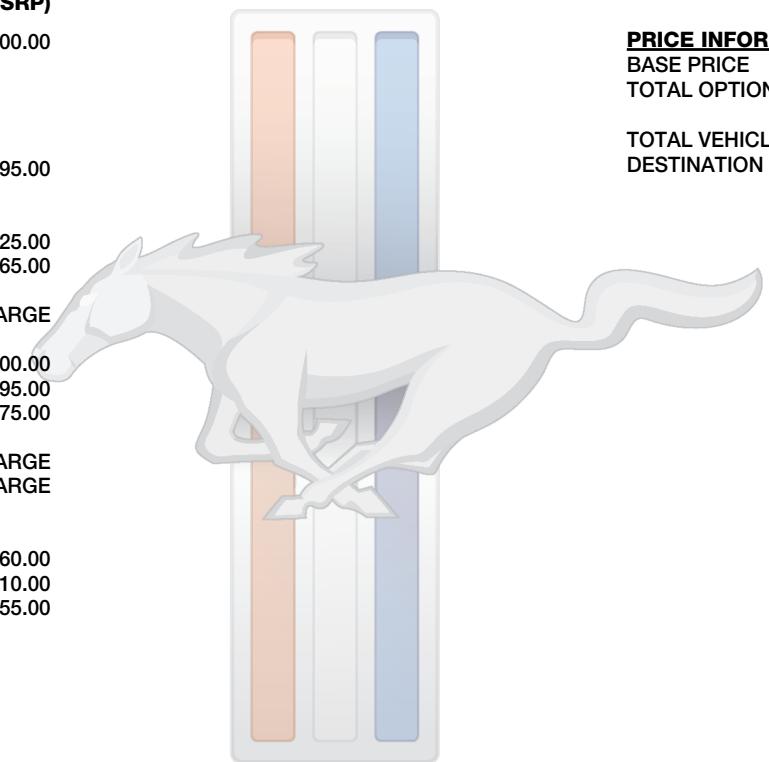 SRP)
00.00
95.00
25.00
65.00
ARGE
00.00
95.00
75.00
ARGE
ARGE
60.00
10.00
55.00
PRICE INFOR
BASE PRICE
TOTAL OPTION
TOTAL VEHICL
DESTINATION